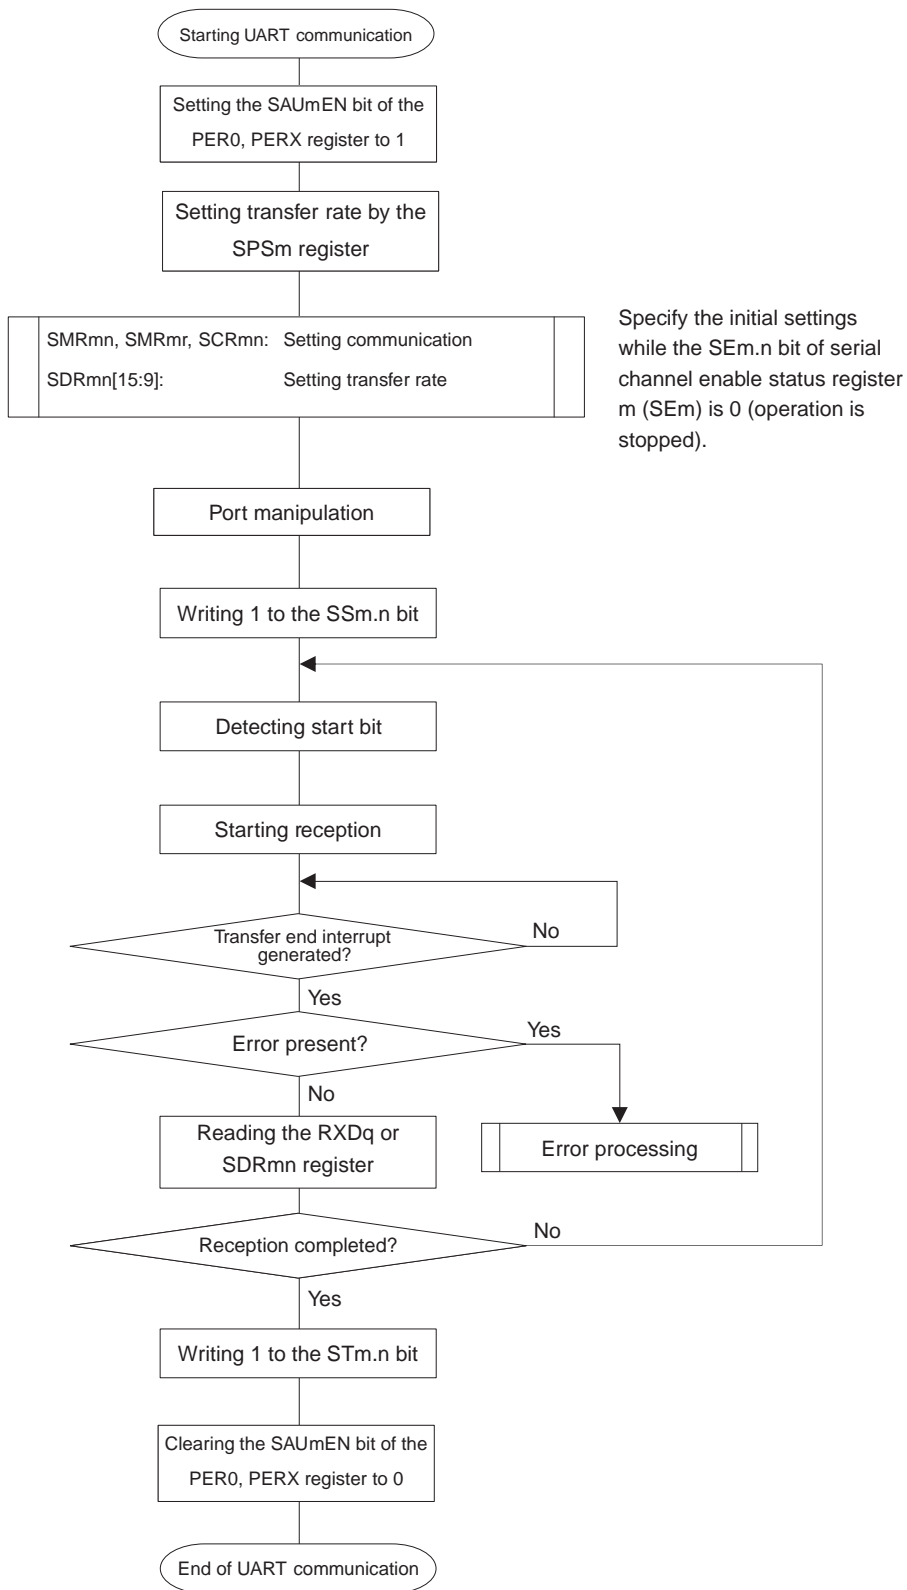 Starting UART communication
Setting the SAUmEN bit of the
PER0, PERX register to 1
Setting transfer rate by the
SPSm register
SMRmn, SMRmr, SCRmn: Setting communication
SDRmn[15:9]: Setting transfer rate
Specify the initial settings
while the SEm.n bit of serial
channel enable status register
m (SEm) is 0 (operation is
stopped).
Port manipulation
Writing 1 to the SSm.n bit
Detecting start bit
Starting reception
Transfer end interrupt
generated?
No
Yes
Error present?
Yes
No
Reading the RXDq or
SDRmn register
Error processing
Reception completed?
No
Yes
Writing 1 to the STm.n bit
Clearing the SAUmEN bit of the
PER0, PERX register to 0
End of UART communication